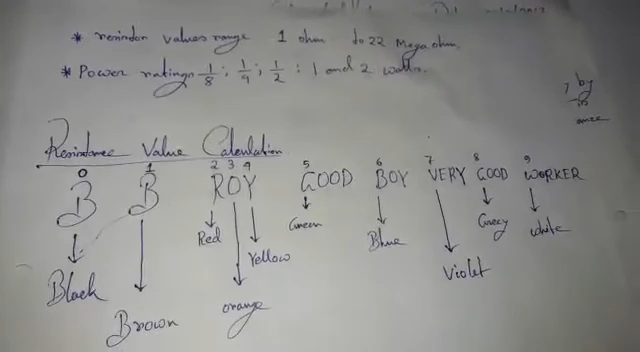 * resistor values range 1 ohm to 22 Mega ohm.
* Power ratings 1/8 ; 1/4 ; 1/2 ; 1 and 2 watts.
by
Resistance Value Calculation
0 1 2 3 4 5 6 7 8 9
B B ROY GOOD BOY VERY GOOD WORKER
Red Green Blue Grey White
Yellow
Black Violet
Brown orange